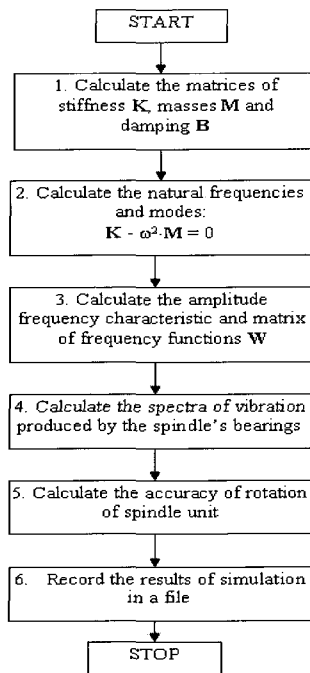 START
1. Calculate the matrices of
stiffness K, masses M and
damping B
2. Calculate the natural frequencies
and modes:
K - ω²·M = 0
3. Calculate the amplitude
frequency characteristic and matrix
of frequency functions W
4. Calculate the spectra of vibration
produced by the spindle's bearings
5. Calculate the accuracy of rotation
of spindle unit
6. Record the results of simulation
in a file
STOP